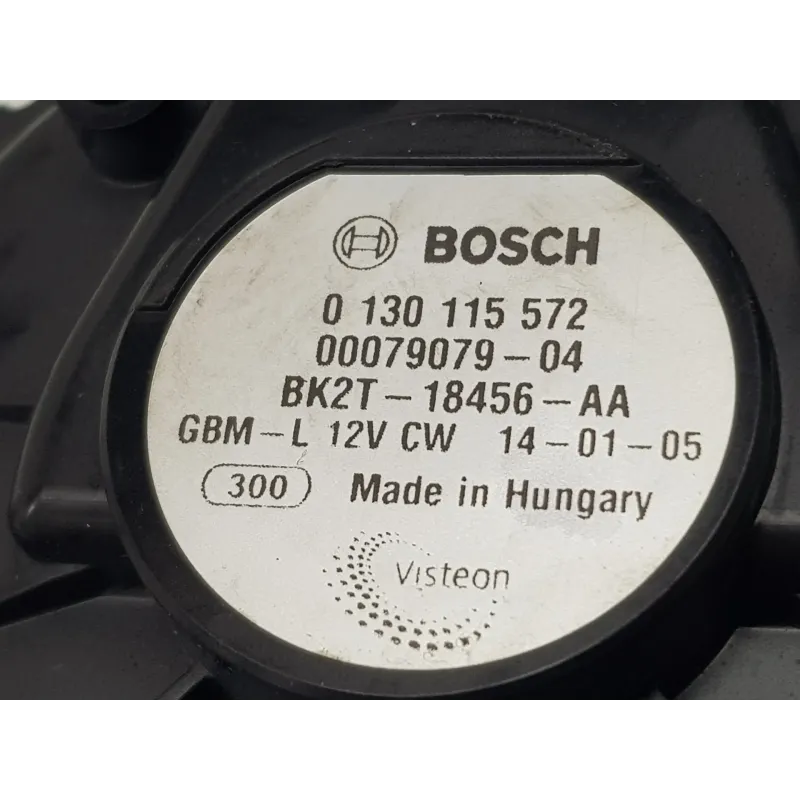 BOSCH
0 130 115 572
00079079-04
BK2T-18456-AA
GBM-L 12V CW 14-01-05
300 Made in Hungary
Visteon